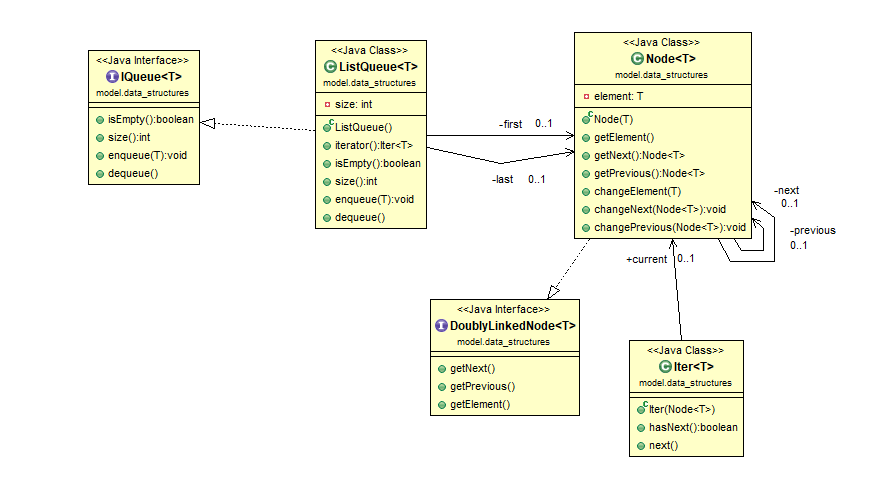 <<Java Interface>>
IQueue<T>
model.data_structures
isEmpty():boolean
size():int
enqueue(T):void
dequeue()
<<Java Class>>
ListQueue<T>
model.data_structures
size: int
ListQueue()
iterator():Iter<T>
isEmpty():boolean
size():int
enqueue(T):void
dequeue()
-first 0..1
-last 0..1
<<Java Class>>
Node<T>
model.data_structures
element: T
Node(T)
getElement()
getNext():Node<T>
getPrevious():Node<T>
changeElement(T)
changeNext(Node<T>):void
changePrevious(Node<T>):void
-next
0..1
-previous
0..1
+current 0..1
<<Java Interface>>
DoublyLinkedNode<T>
model.data_structures
getNext()
getPrevious()
getElement()
<<Java Class>>
Iter<T>
model.data_structures
Iter(Node<T>)
hasNext():boolean
next()